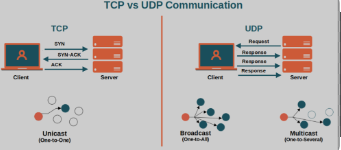 TCP vs UDP Communication
TCP
UDP
SYN
SYN-ACK
ACK
Client
Server
Request
Response
Response
Response
Client
Server
Unicast
(One-to-One)
Broadcast
(One-to-All)
Multicast
(One-to-Several)